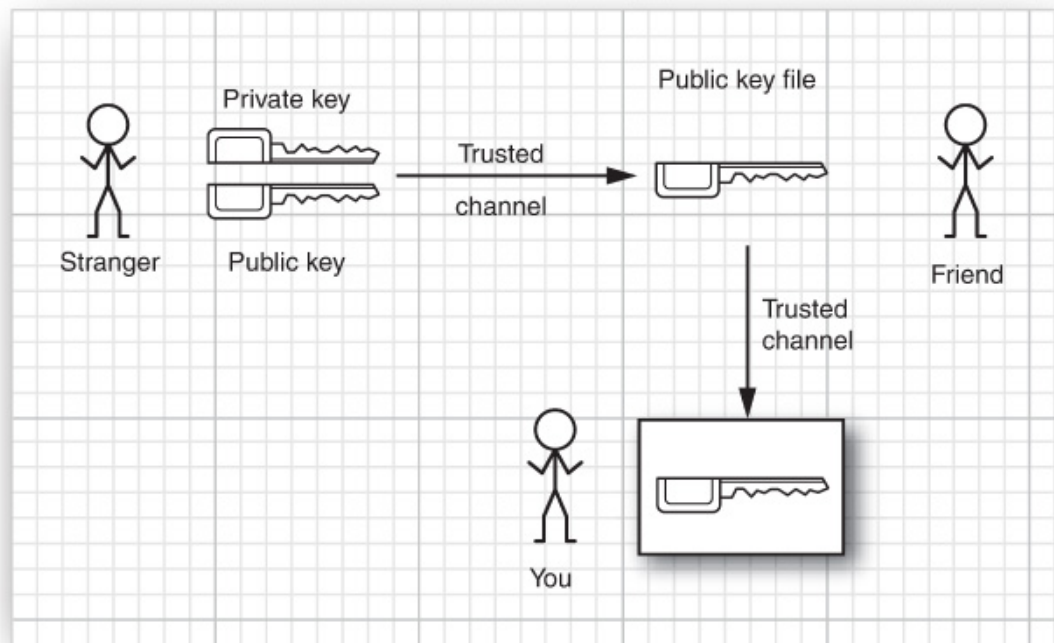 Private key
Public key file
Trusted
channel
Stranger
Public key
Friend
Trusted
channel
You